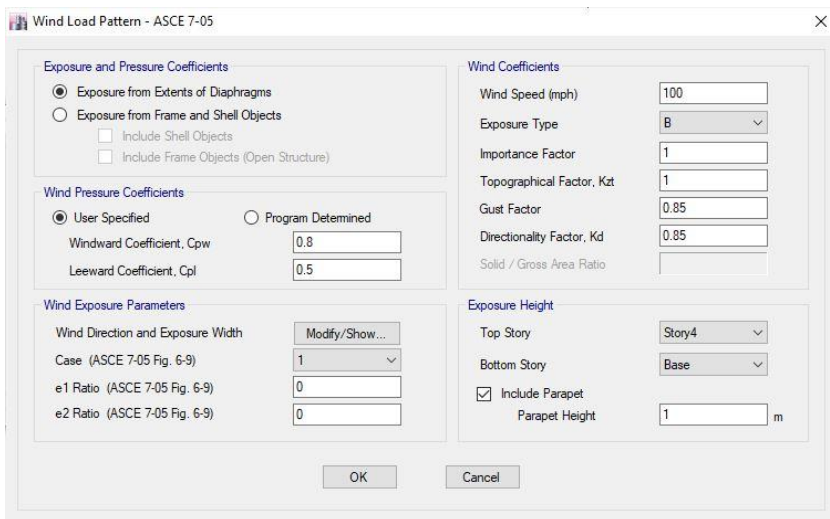 Wind Load Pattern - ASCE 7-05
Exposure and Pressure Coefficients
Exposure from Extents of Diaphragms
Exposure from Frame and Shell Objects
Include Shell Objects
Include Frame Objects (Open Structure)
Wind Pressure Coefficients
User Specified Program Determined
Windward Coefficient, Cpw 0.8
Leeward Coefficient, Cpl 0.5
Wind Exposure Parameters
Wind Direction and Exposure Width Modify/Show...
Case (ASCE 7-05 Fig. 6-9) 1
e1 Ratio (ASCE 7-05 Fig. 6-9) 0
e2 Ratio (ASCE 7-05 Fig. 6-9) 0
Wind Coefficients
Wind Speed (mph) 100
Exposure Type B
Importance Factor 1
Topographical Factor, Kzt 1
Gust Factor 0.85
Directionality Factor, Kd 0.85
Solid / Gross Area Ratio
Exposure Height
Top Story Story4
Bottom Story Base
Include Parapet
Parapet Height 1 m
OK Cancel